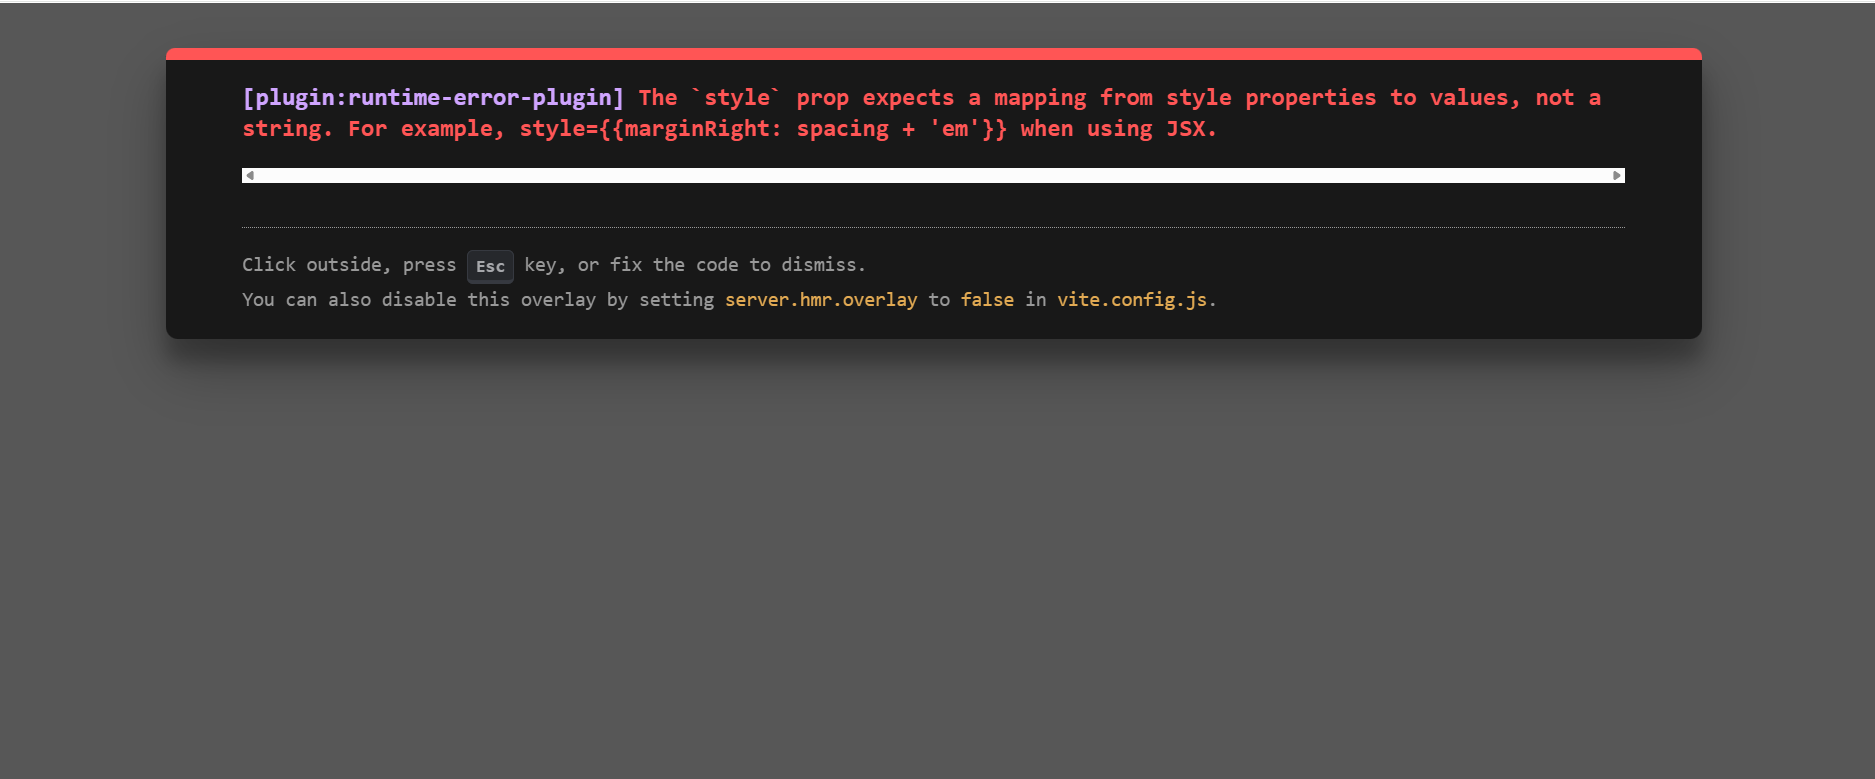 [plugin:runtime-error-plugin] The `style` prop expects a mapping from style properties to values, not a
string. For example, style={{marginRight: spacing + 'em'}} when using JSX.
Click outside, press Esc key, or fix the code to dismiss.
You can also disable this overlay by setting server.hmr.overlay to false in vite.config.js.